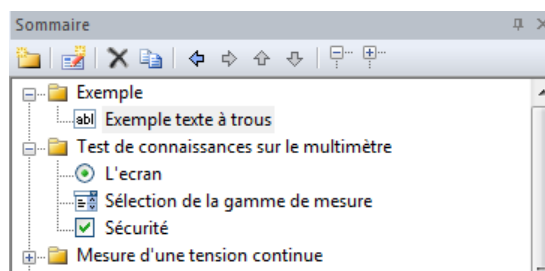 Sommaire
Exemple
abl Exemple texte à trous
Test de connaissances sur le multimètre
L'ecran
Sélection de la gamme de mesure
Sécurité
Mesure d'une tension continue